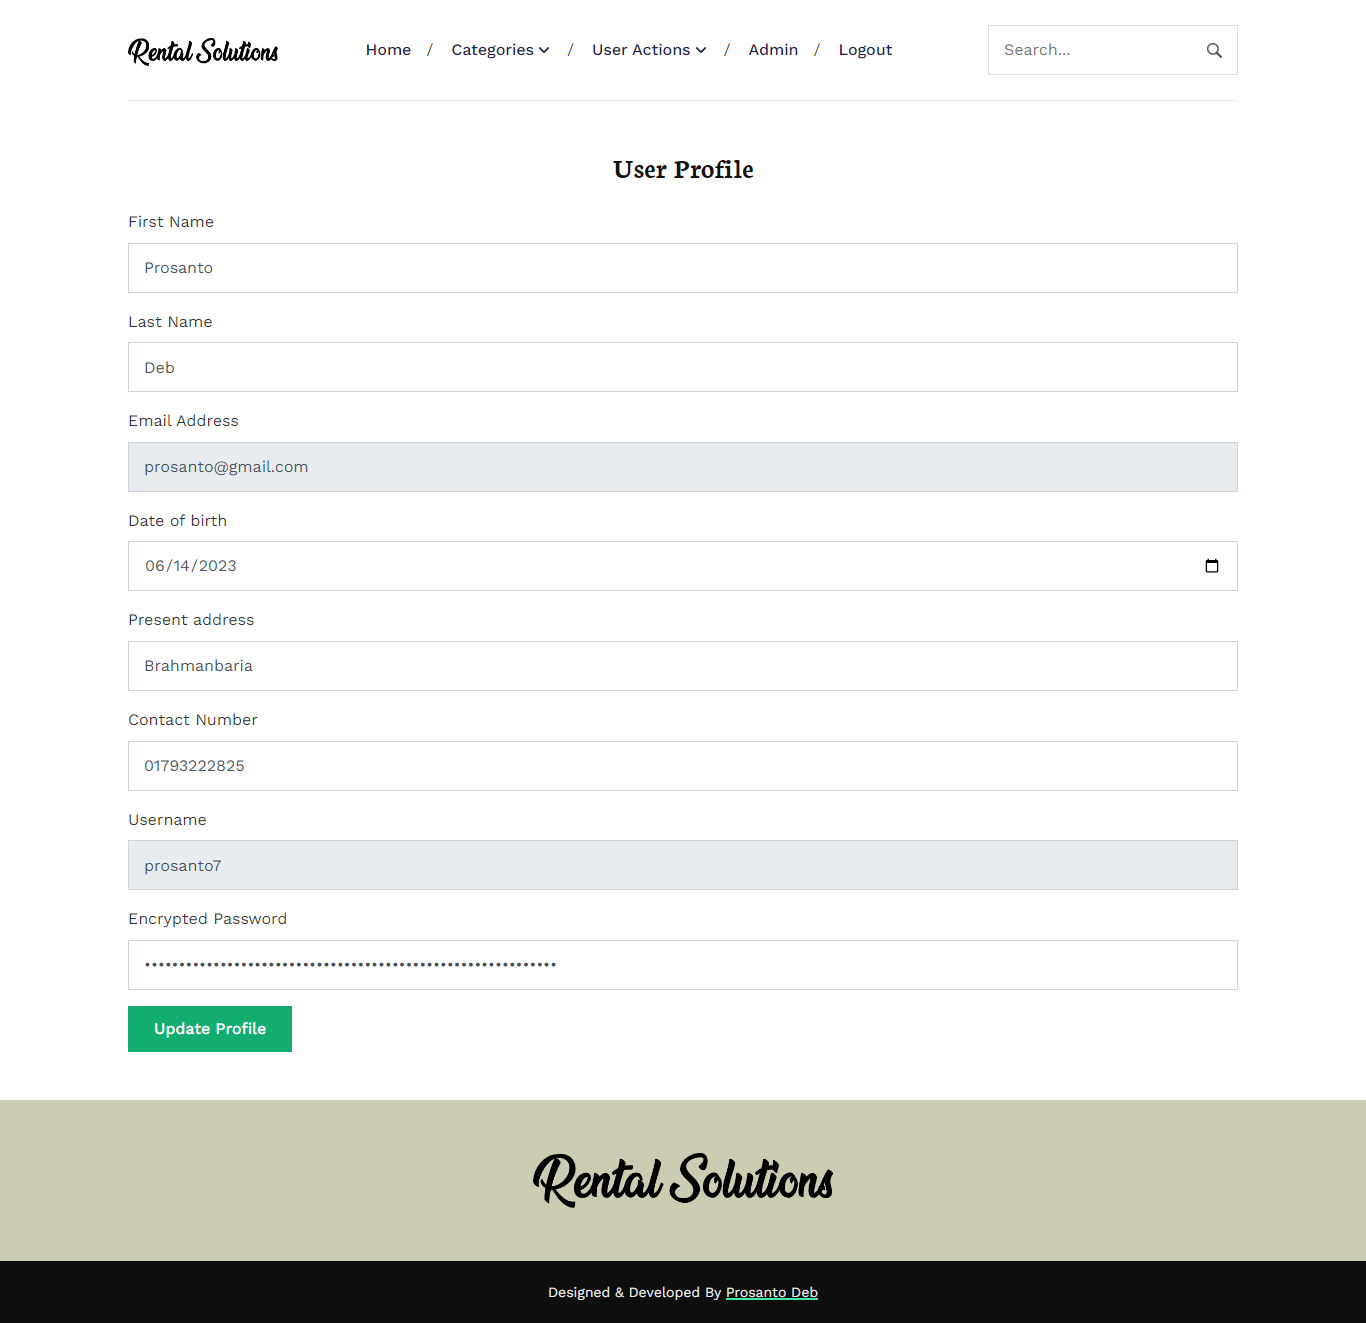 Rental Solutions Home / Categories / User Actions / Admin / Logout Search...
User Profile
First Name
Prosanto
Last Name
Deb
Email Address
prosanto@gmail.com
Date of birth
06/14/2023
Present address
Brahmanbaria
Contact Number
01793222825
Username
prosanto7
Encrypted Password
Update Profile
Rental Solutions
Designed & Developed By Prosanto Deb